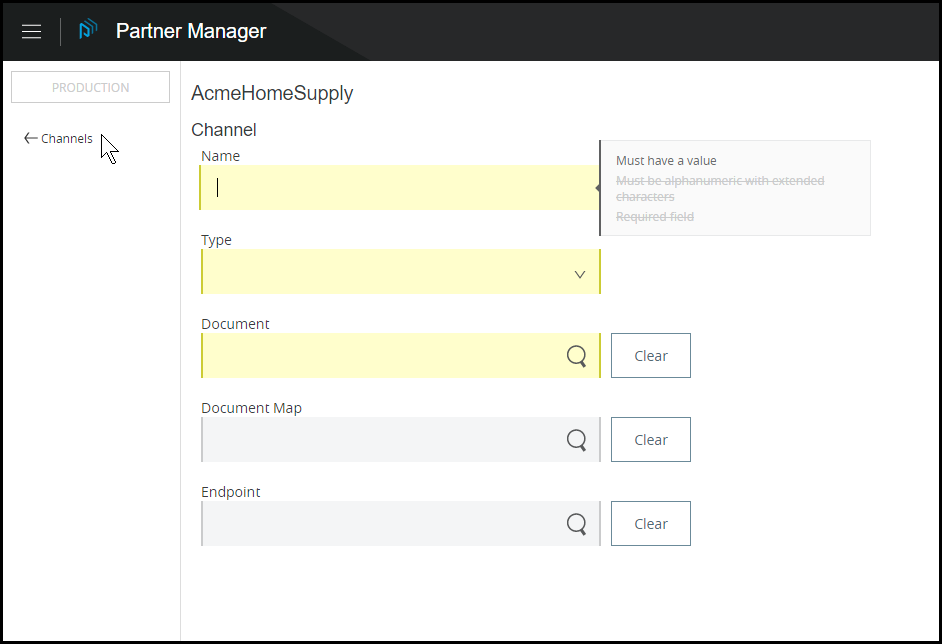 Partner Manager
PRODUCTION
Channels
AcmeHomeSupply
Channel
Name
Must have a value
Must be alphanumeric with extended
characters
Required field
Type
Document
Clear
Document Map
Clear
Endpoint
Clear